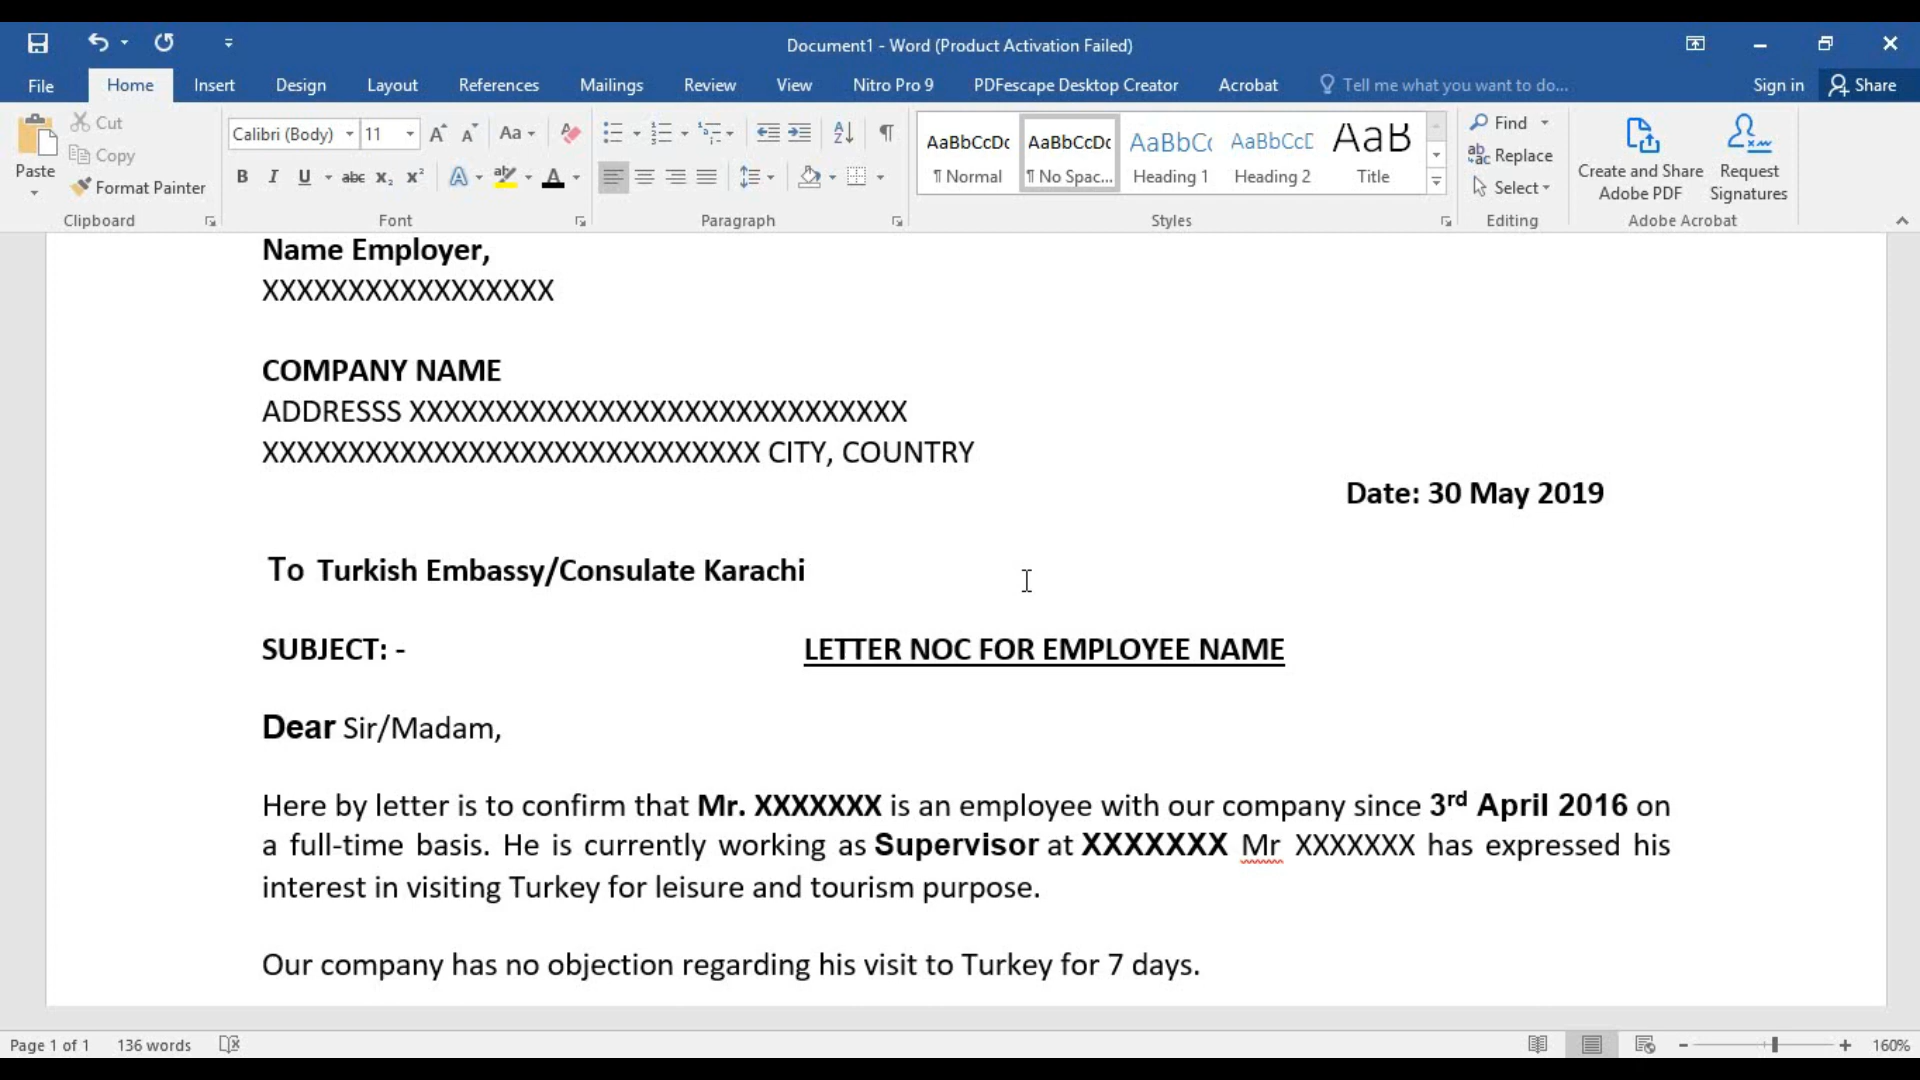 Document1 - Word (Product Activation Failed)
File Home Insert Design Layout References Mailings Review View Nitro Pro 9 PDFescape Desktop Creator Acrobat Tell me what you want to do... Sign in Share
Paste
Cut
Copy
Format Painter
Clipboard
Calibri (Body) 11
Aa
B I U abc x₂ x² A aby A
Font
Paragraph
AaBbCcDc AaBbCcDc AaBbCc AaBbCcD AaB
¶ Normal ¶ No Spac... Heading 1 Heading 2 Title
Styles
Find
Replace
Select
Editing
Create and Share
Adobe PDF
Request
Signatures
Adobe Acrobat
Name Employer,
XXXXXXXXXXXXXXXXX
COMPANY NAME
ADDRESSS XXXXXXXXXXXXXXXXXXXXXXXXXXXXX
XXXXXXXXXXXXXXXXXXXXXXXXXXXXX CITY, COUNTRY
Date: 30 May 2019
To Turkish Embassy/Consulate Karachi
SUBJECT: - LETTER NOC FOR EMPLOYEE NAME
Dear Sir/Madam,
Here by letter is to confirm that Mr. XXXXXXX is an employee with our company since 3rd April 2016 on
a full-time basis. He is currently working as Supervisor at XXXXXXX Mr XXXXXXX has expressed his
interest in visiting Turkey for leisure and tourism purpose.
Our company has no objection regarding his visit to Turkey for 7 days.
Page 1 of 1 136 words 160%